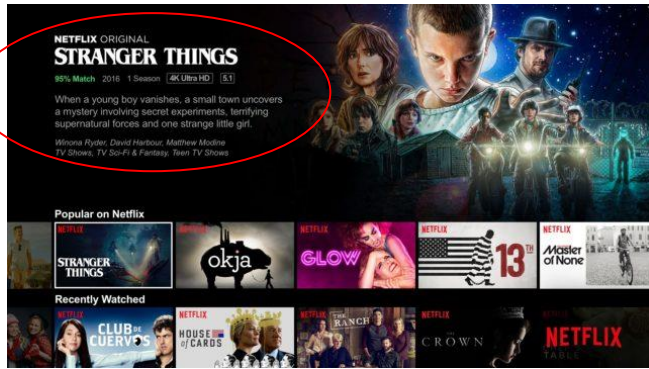 NETFLIX ORIGINAL
STRANGER THINGS
95% Match 2016 1 Season 4K Ultra HD 5.1
When a young boy vanishes, a small town uncovers
a mystery involving secret experiments, terrifying
supernatural forces and one strange little girl.
Winona Ryder, David Harbour, Matthew Modine
TV Shows, TV Sci-Fi & Fantasy, Teen TV Shows
Popular on Netflix
NETFLIX
STRANGER
THINGS
NETFLIX
okja
NETFLIX
GLOW
NETFLIX
13TH
NETFLIX
Master
of None
Recently Watched
NETFLIX
CLUB DE
CUERVOS
NETFLIX
HOUSE
of CARDS
NETFLIX
THE
RANCH
NETFLIX
THE
CROWN
NETFLIX
TABLE